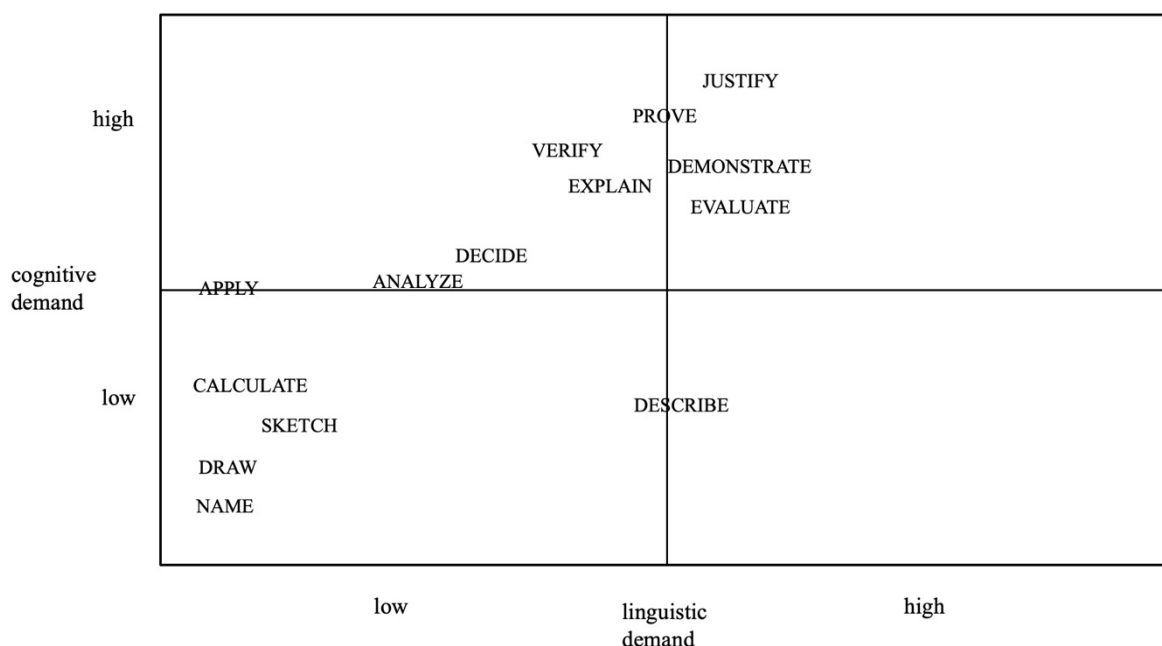 JUSTIFY
high
PROVE
VERIFY
DEMONSTRATE
EXPLAIN
EVALUATE
DECIDE
cognitive
demand
ANALYZE
APPLY
CALCULATE
low
DESCRIBE
SKETCH
DRAW
NAME
low
linguistic
demand
high